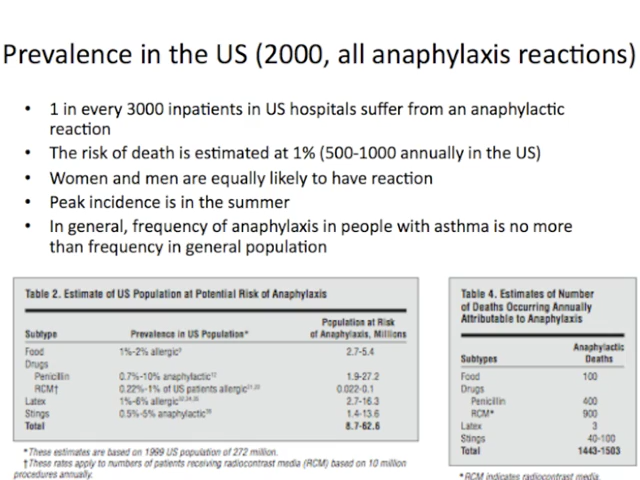 Prevalence in the US (2000, all anaphylaxis reactions)
• 1 in every 3000 inpatients in US hospitals suffer from an anaphylactic
reaction
• The risk of death is estimated at 1% (500-1000 annually in the US)
• Women and men are equally likely to have reaction
• Peak incidence is in the summer
• In general, frequency of anaphylaxis in people with asthma is no more
than frequency in general population
Table 2. Estimate of US Population at Potential Risk of Anaphylaxis
Subtype Prevalence in US Population* Population at Risk of Anaphylaxis, Millions
Food 1%-2% allergic 2.7-5.4
Drugs
Penicillin 0.7%-10% anaphylactic 1.9-27.2
RCM† 0.22%-1% of US patients allergic 0.022-0.1
Latex 1%-6% allergic 2.7-16.3
Stings 0.5%-5% anaphylactic 1.4-13.6
Total 8.7-62.6
*These estimates are based on 1999 US population of 272 million.
†These rates apply to numbers of patients receiving radiocontrast media (RCM) based on 10 million
procedures annually.
Table 4. Estimates of Number
of Deaths Occurring Annually
Attributable to Anaphylaxis
Subtypes Anaphylactic Deaths
Food 100
Drugs
Penicillin 400
RCM* 900
Latex 3
Stings 40-100
Total 1443-1503
*RCM indicates radiocontrast media.